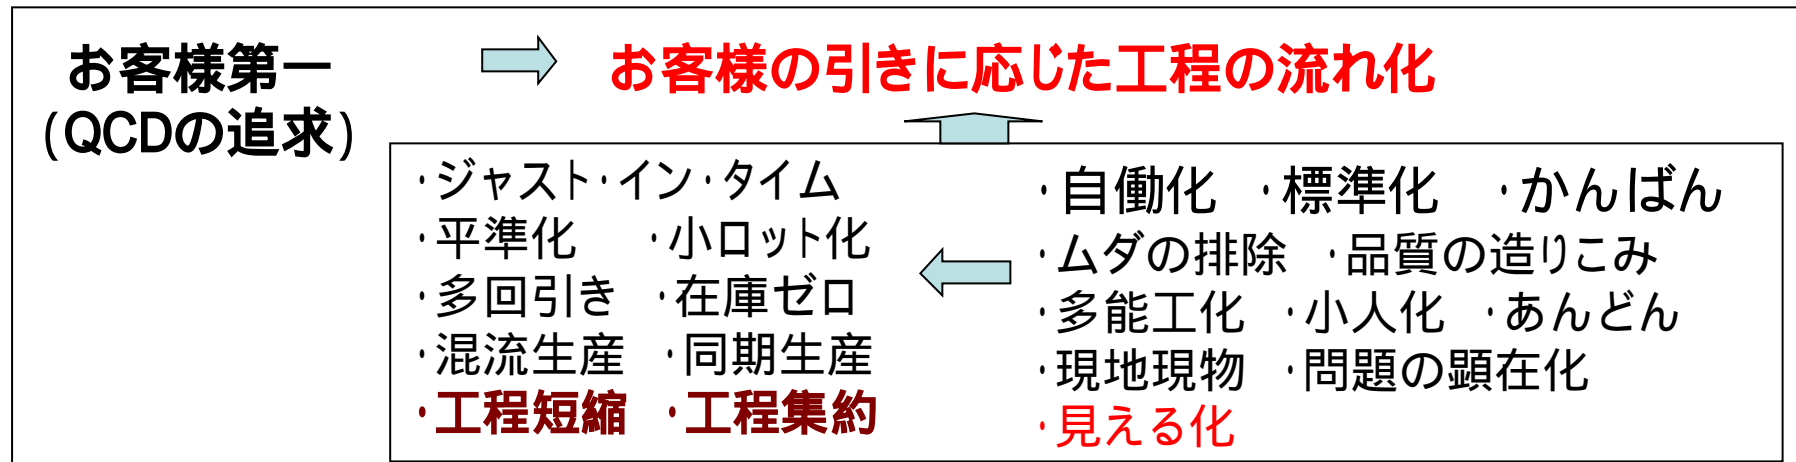 お客様第一
(QCDの追求)
お客様の引きに応じた工程の流れ化
・ジャスト・イン・タイム
・平準化 ・小ロット化
・多回引き ・在庫ゼロ
・混流生産 ・同期生産
・工程短縮 ・工程集約
・自働化 ・標準化 ・かんばん
・ムダの排除 ・品質の造りこみ
・多能工化 ・小人化 ・あんどん
・現地現物 ・問題の顕在化
・見える化